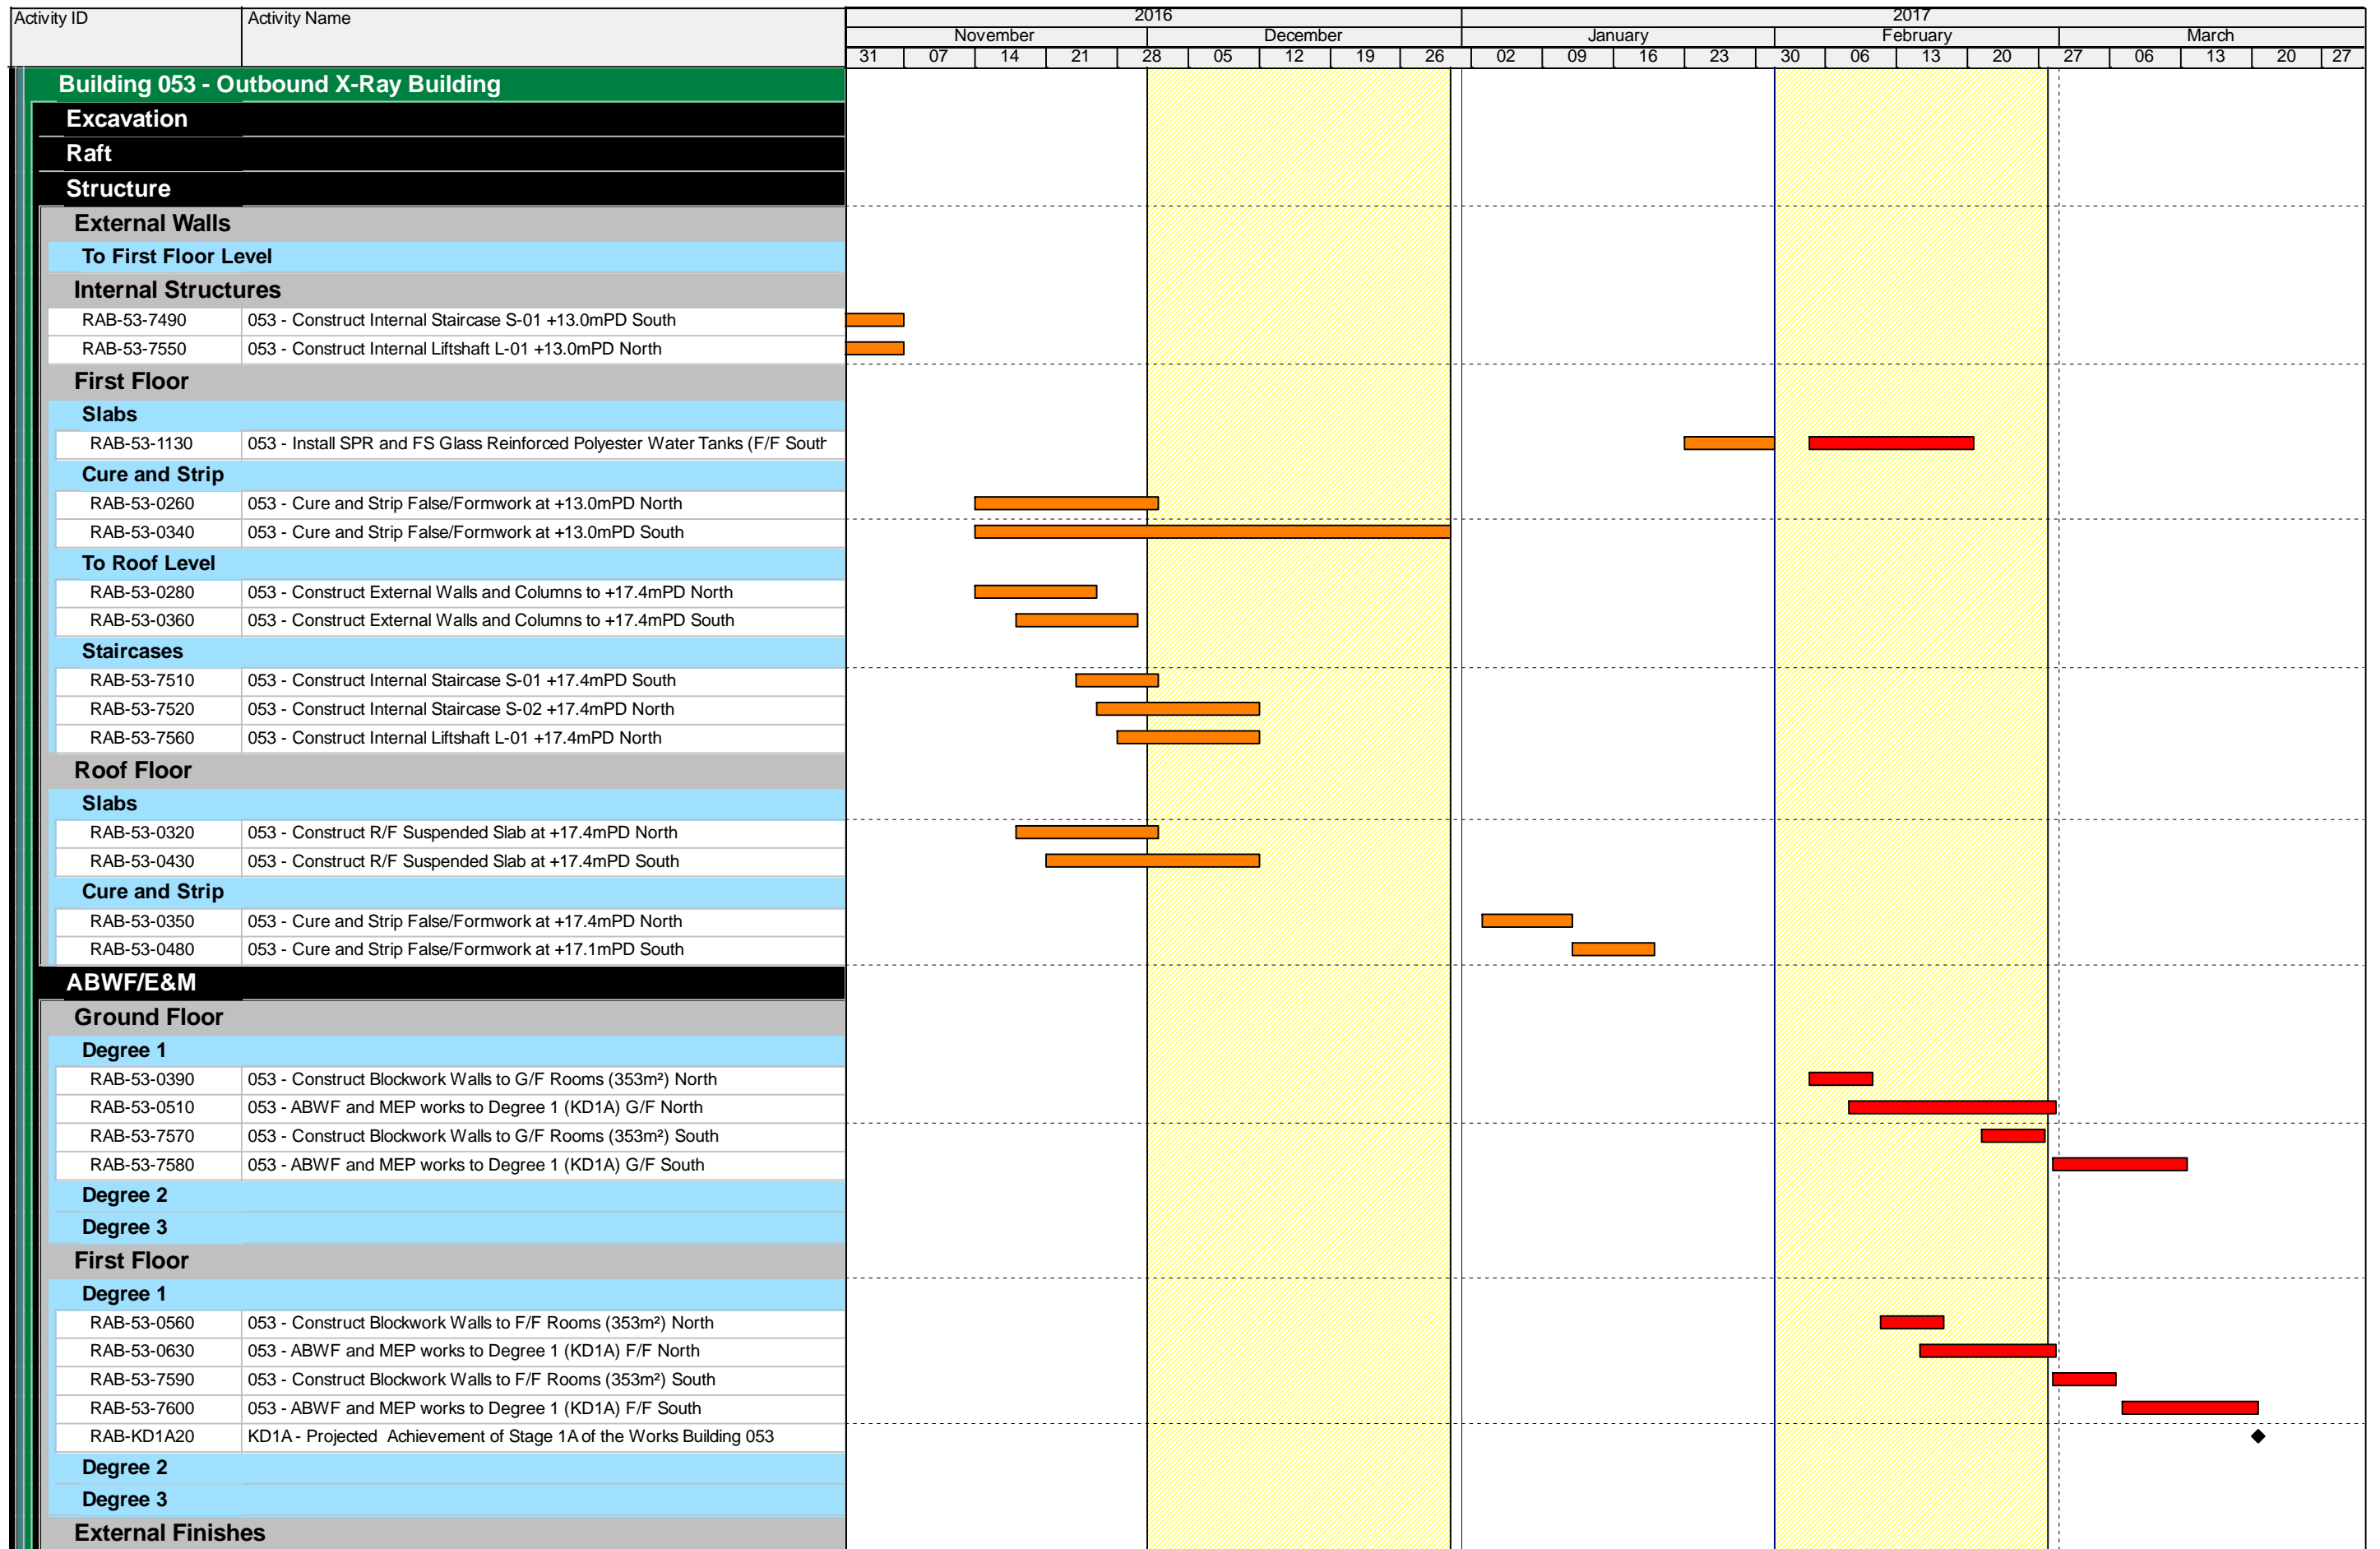 Activity ID Activity Name 2016 2017
November December January February March
31 07 14 21 28 05 12 19 26 02 09 16 23 30 06 13 20 27 06 13 20 27
Building 053 - Outbound X-Ray Building
Excavation
Raft
Structure
External Walls
To First Floor Level
Internal Structures
RAB-53-7490 053 - Construct Internal Staircase S-01 +13.0mPD South
RAB-53-7550 053 - Construct Internal Liftshaft L-01 +13.0mPD North
First Floor
Slabs
RAB-53-1130 053 - Install SPR and FS Glass Reinforced Polyester Water Tanks (F/F South
Cure and Strip
RAB-53-0260 053 - Cure and Strip False/Formwork at +13.0mPD North
RAB-53-0340 053 - Cure and Strip False/Formwork at +13.0mPD South
To Roof Level
RAB-53-0280 053 - Construct External Walls and Columns to +17.4mPD North
RAB-53-0360 053 - Construct External Walls and Columns to +17.4mPD South
Staircases
RAB-53-7510 053 - Construct Internal Staircase S-01 +17.4mPD South
RAB-53-7520 053 - Construct Internal Staircase S-02 +17.4mPD North
RAB-53-7560 053 - Construct Internal Liftshaft L-01 +17.4mPD North
Roof Floor
Slabs
RAB-53-0320 053 - Construct R/F Suspended Slab at +17.4mPD North
RAB-53-0430 053 - Construct R/F Suspended Slab at +17.4mPD South
Cure and Strip
RAB-53-0350 053 - Cure and Strip False/Formwork at +17.4mPD North
RAB-53-0480 053 - Cure and Strip False/Formwork at +17.1mPD South
ABWF/E&M
Ground Floor
Degree 1
RAB-53-0390 053 - Construct Blockwork Walls to G/F Rooms (353m²) North
RAB-53-0510 053 - ABWF and MEP works to Degree 1 (KD1A) G/F North
RAB-53-7570 053 - Construct Blockwork Walls to G/F Rooms (353m²) South
RAB-53-7580 053 - ABWF and MEP works to Degree 1 (KD1A) G/F South
Degree 2
Degree 3
First Floor
Degree 1
RAB-53-0560 053 - Construct Blockwork Walls to F/F Rooms (353m²) North
RAB-53-0630 053 - ABWF and MEP works to Degree 1 (KD1A) F/F North
RAB-53-7590 053 - Construct Blockwork Walls to F/F Rooms (353m²) South
RAB-53-7600 053 - ABWF and MEP works to Degree 1 (KD1A) F/F South
RAB-KD1A20 KD1A - Projected Achievement of Stage 1A of the Works Building 053
Degree 2
Degree 3
External Finishes